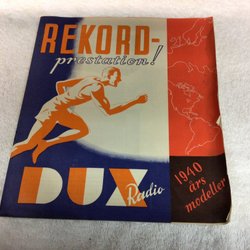 REKORD-
prestation!
DUX
Radio
1940
års
modeller